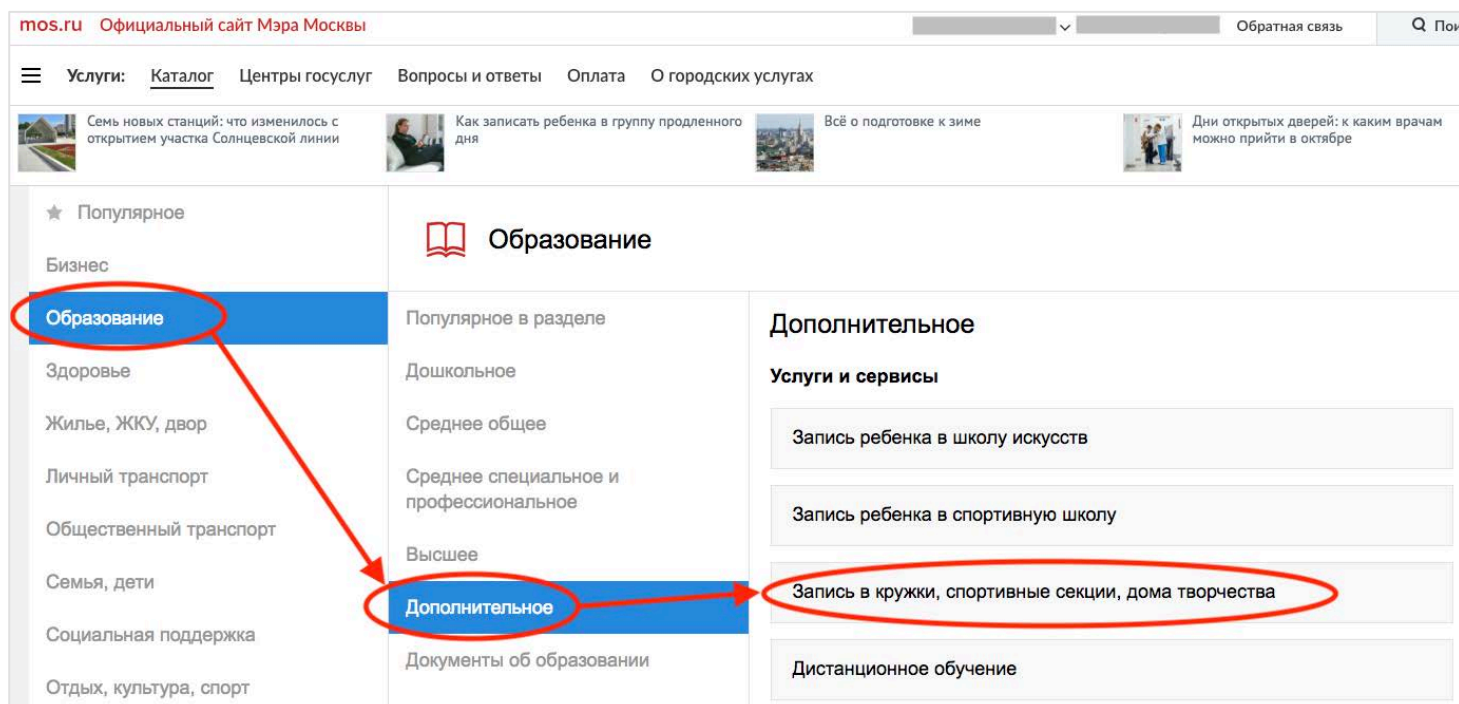 mos.ru Официальный сайт Мэра Москвы
Обратная связь
Услуги: Каталог Центры госуслуг Вопросы и ответы Оплата О городских услугах
Семь новых станций: что изменилось с
открытием участка Солнцевской линии
Как записать ребенка в группу продленного
дня
Всё о подготовке к зиме
Дни открытых дверей: к каким врачам
можно прийти в октябре
Популярное
Бизнес
Образование
Здоровье
Жилье, ЖКУ, двор
Личный транспорт
Общественный транспорт
Семья, дети
Социальная поддержка
Отдых, культура, спорт
Образование
Популярное в разделе
Дошкольное
Среднее общее
Среднее специальное и
профессиональное
Высшее
Дополнительное
Документы об образовании
Дополнительное
Услуги и сервисы
Запись ребенка в школу искусств
Запись ребенка в спортивную школу
Запись в кружки, спортивные секции, дома творчества
Дистанционное обучение